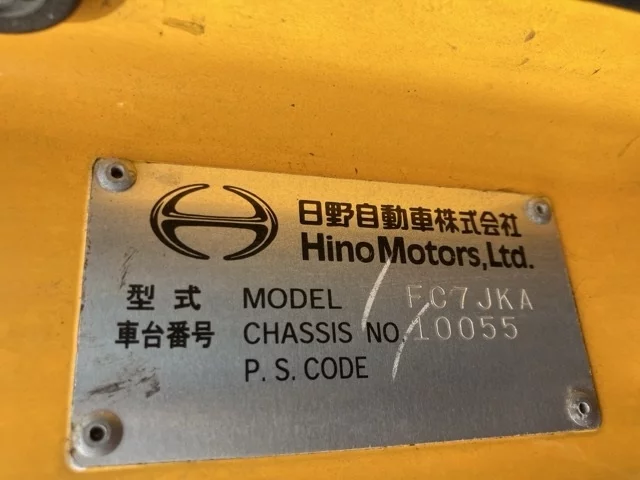 日野自動車株式会社
Hino Motors, Ltd.
型式 MODEL FC7JKA
車台番号 CHASSIS NO. 10055
P. S. CODE